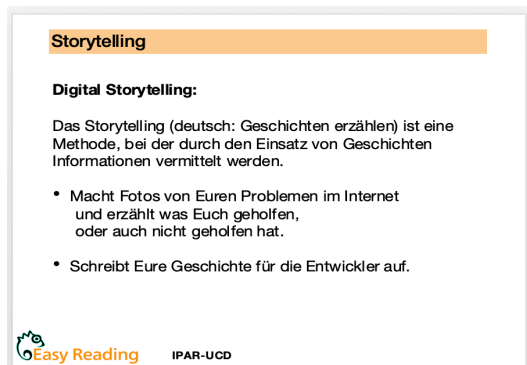 Storytelling
Digital Storytelling:
Das Storytelling (deutsch: Geschichten erzählen) ist eine
Methode, bei der durch den Einsatz von Geschichten
Informationen vermittelt werden.
• Macht Fotos von Euren Problemen im Internet
und erzählt was Euch geholfen,
oder auch nicht geholfen hat.
• Schreibt Eure Geschichte für die Entwickler auf.
Easy Reading IPAR-UCD